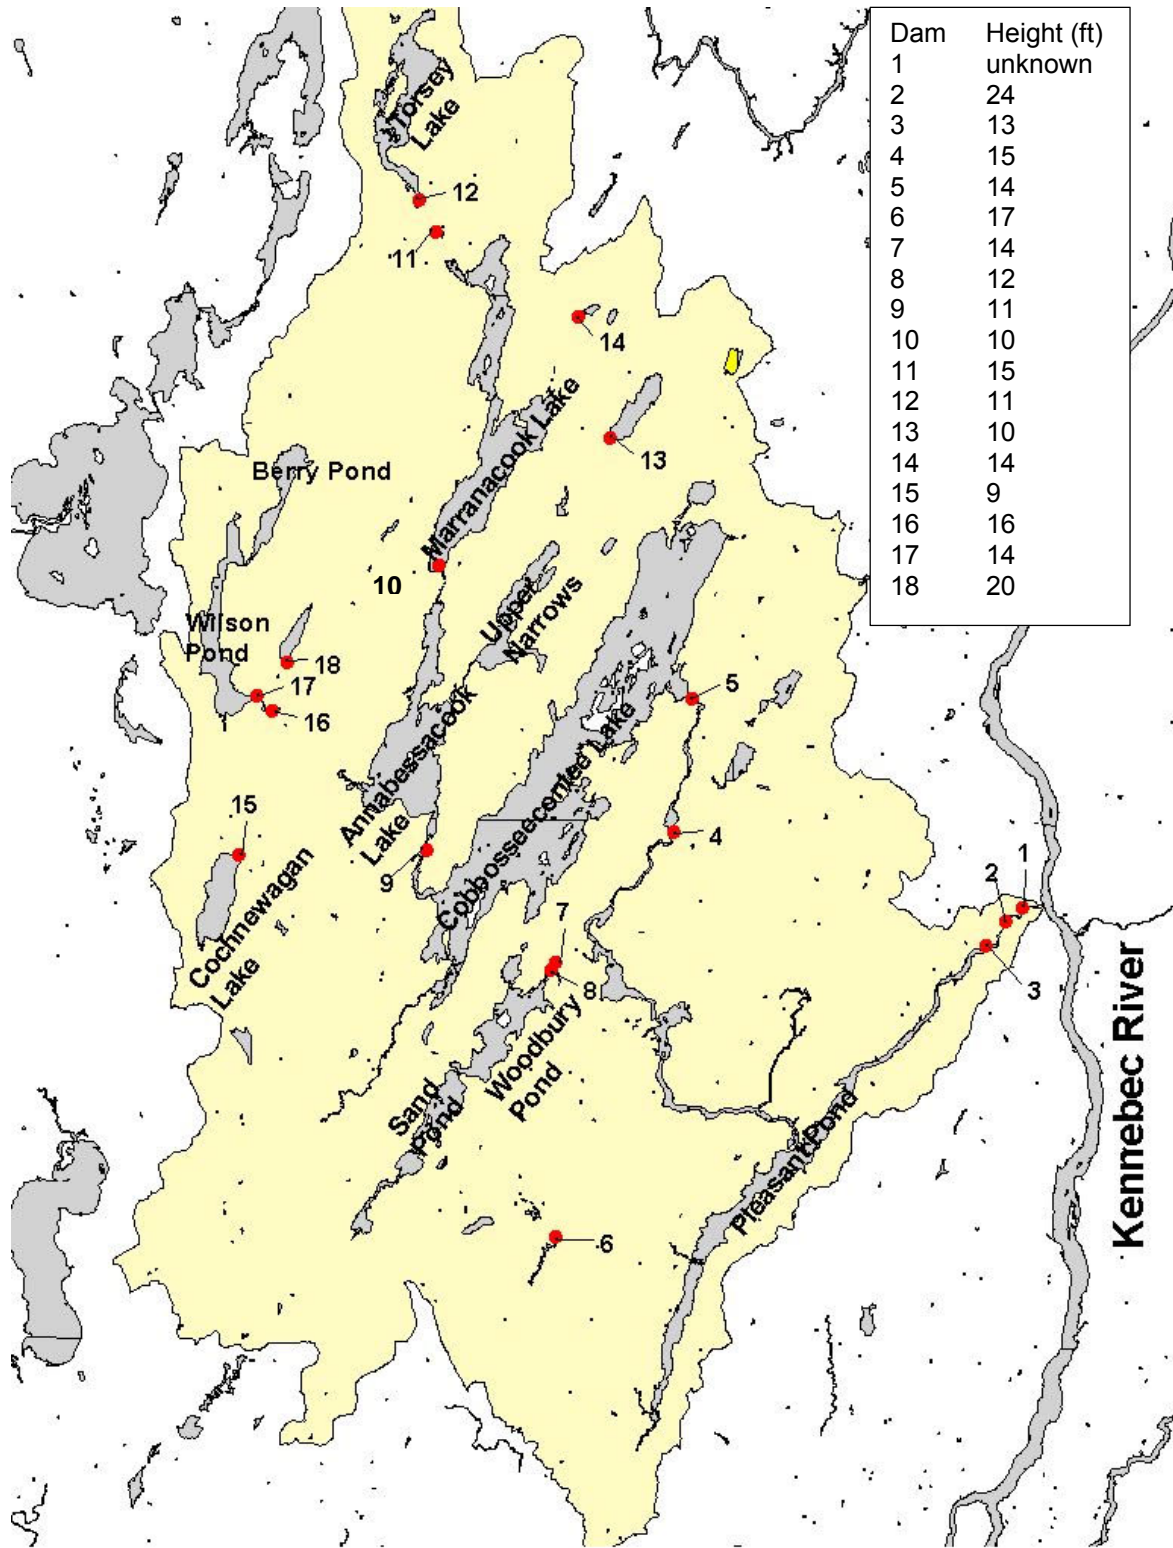 Dam Height (ft)
1 unknown
2 24
3 13
4 15
5 14
6 17
7 14
8 12
9 11
10 10
11 15
12 11
13 10
14 14
15 9
16 16
17 14
18 20
Torsey
Lake
12
11
14
Marranacook Lake
13
Berry Pond
10
Upper
Narrows
Wilson
Pond
18
17
16
5
Annabessacook
Lake
Cobbosseecontee Lake
15
4
9
Cochnewagan
Lake
1
2
3
7
8
Woodbury
Pond
Sand
Pond
Pleasant Pond
6
Kennebec River